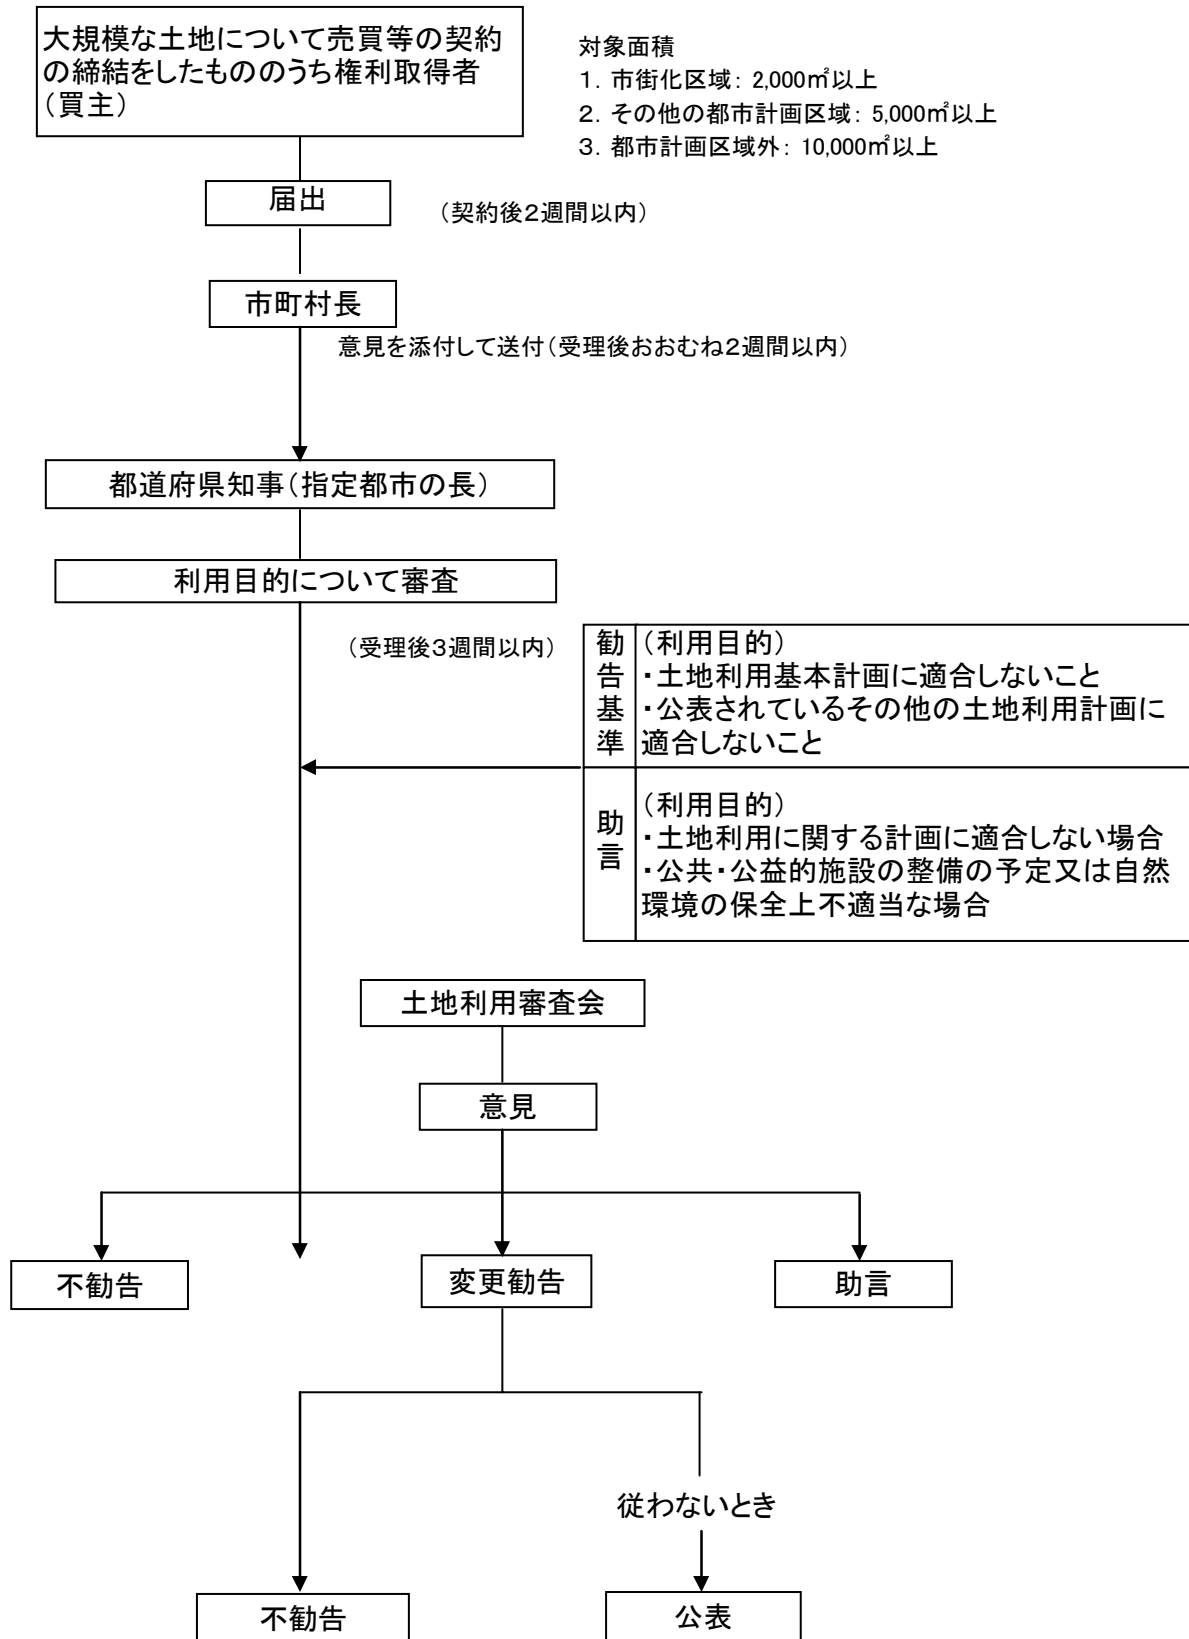 大規模な土地について売買等の契約
の締結をしたもののうち権利取得者
(買主)
対象面積
1. 市街化区域: 2,000㎡以上
2. その他の都市計画区域: 5,000㎡以上
3. 都市計画区域外: 10,000㎡以上
届出
(契約後2週間以内)
市町村長
意見を添付して送付(受理後おおむね2週間以内)
都道府県知事(指定都市の長)
利用目的について審査
(受理後3週間以内)
勧告基準
(利用目的)
・土地利用基本計画に適合しないこと
・公表されているその他の土地利用計画に
適合しないこと
助言
(利用目的)
・土地利用に関する計画に適合しない場合
・公共・公益的施設の整備の予定又は自然
環境の保全上不適当な場合
土地利用審査会
意見
不勧告
変更勧告
助言
従わないとき
不勧告
公表